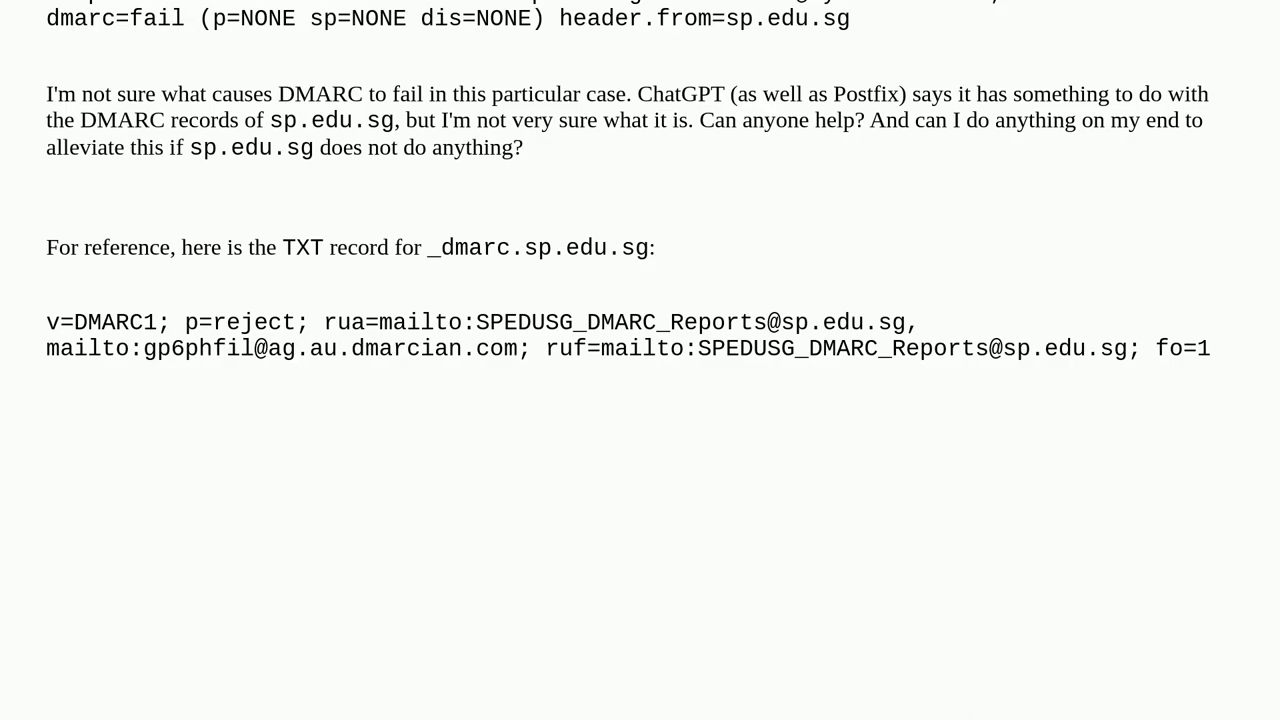 dmarc=fail (p=NONE sp=NONE dis=NONE) header.from=sp.edu.sg
I'm not sure what causes DMARC to fail in this particular case. ChatGPT (as well as Postfix) says it has something to do with
the DMARC records of sp.edu.sg, but I'm not very sure what it is. Can anyone help? And can I do anything on my end to
alleviate this if sp.edu.sg does not do anything?
For reference, here is the TXT record for _dmarc.sp.edu.sg:
v=DMARC1; p=reject; rua=mailto:SPEDUSG_DMARC_Reports@sp.edu.sg,
mailto:gp6phfil@ag.au.dmarcian.com; ruf=mailto:SPEDUSG_DMARC_Reports@sp.edu.sg; fo=1